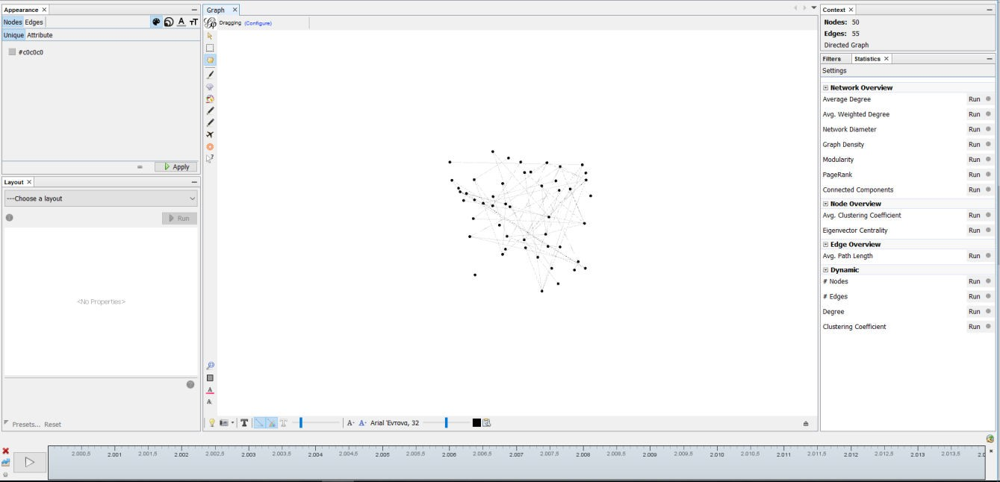 Appearance
Nodes Edges
Unique Attribute
#c0c0c0
Apply
Layout
---Choose a layout
Run
<No Properties>
Presets... Reset
Graph
Dragging (Configure)
Arial Έντονα, 32
Context
Nodes: 50
Edges: 55
Directed Graph
Filters Statistics
Settings
Network Overview
Average Degree Run
Avg. Weighted Degree Run
Network Diameter Run
Graph Density Run
Modularity Run
PageRank Run
Connected Components Run
Node Overview
Avg. Clustering Coefficient Run
Eigenvector Centrality Run
Edge Overview
Avg. Path Length Run
Dynamic
# Nodes Run
# Edges Run
Degree Run
Clustering Coefficient Run
2.000,5 2.001 2.001,5 2.002 2.002,5 2.003 2.003,5 2.004 2.004,5 2.005 2.005,5 2.006 2.006,5 2.007 2.007,5 2.008 2.008,5 2.009 2.009,5 2.010 2.010,5 2.011 2.011,5 2.012 2.012,5 2.013 2.013,5